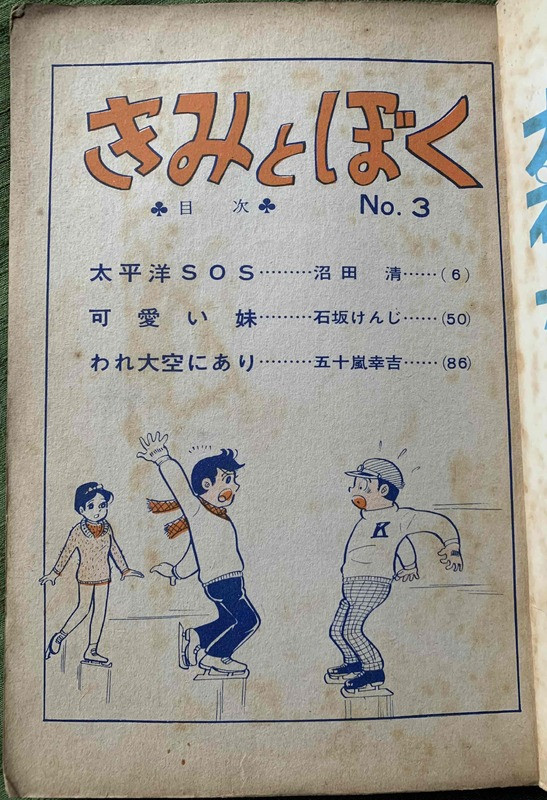 きみとぼく
♣目 次♣ No.3
太平洋SOS………沼田 清……(6)
可愛い妹………石坂けんじ……(50)
われ大空にあり………五十嵐幸吉……(86)
K